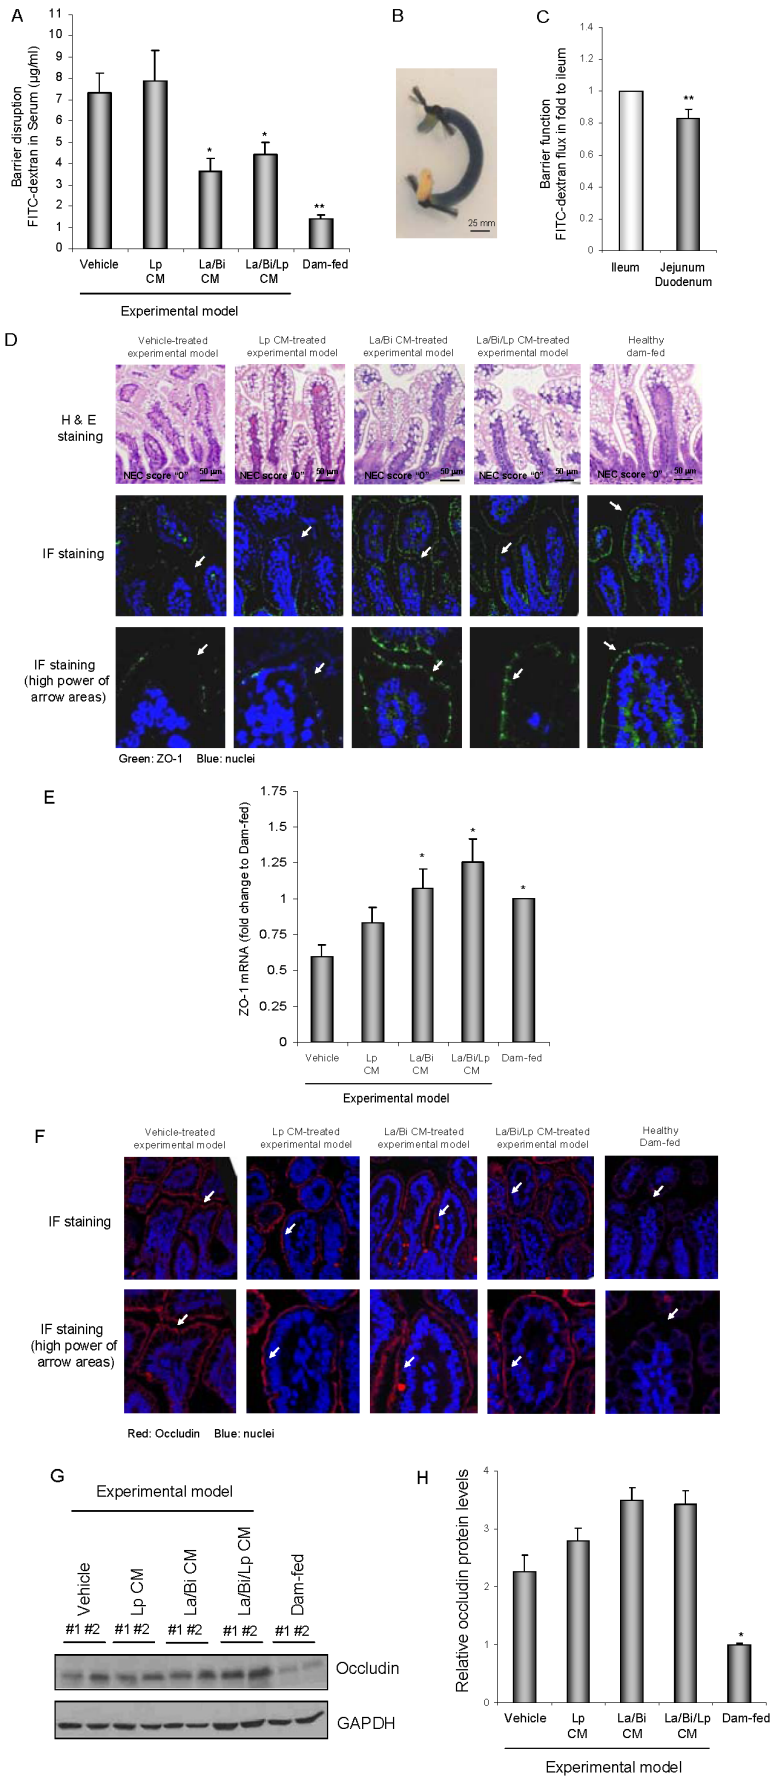 A
Barrier disruption
FITC-dextran in Serum (µg/ml)
11
10
9
8
7
6
5
4
3
2
1
0
*
*
**
Vehicle
Lp
CM
La/Bi
CM
La/Bi/Lp
CM
Dam-fed
Experimental model
B
25 mm
C
Barrier function
FITC-dextran flux in fold to ileum
1.4
1.2
1
0.8
0.6
0.4
0.2
0
**
Ileum
Jejunum
Duodenum
D
Vehicle-treated
experimental model
Lp CM-treated
experimental model
La/Bi CM-treated
experimental model
La/Bi/Lp CM-treated
experimental model
Healthy
dam-fed
H & E
staining
NEC score "0"
50 µm
NEC score "0"
50 µm
NEC score "0"
50 µm
NEC score "0"
50 µm
NEC score "0"
50 µm
IF staining
IF staining
(high power of
arrow areas)
Green: ZO-1 Blue: nuclei
E
ZO-1 mRNA (fold change to Dam-fed)
1.75
1.5
1.25
1
0.75
0.5
0.25
0
*
*
*
Vehicle
Lp
CM
La/Bi
CM
La/Bi/Lp
CM
Dam-fed
Experimental model
F
Vehicle-treated
experimental model
Lp CM-treated
experimental model
La/Bi CM-treated
experimental model
La/Bi/Lp CM-treated
experimental model
Healthy
Dam-fed
IF staining
IF staining
(high power of
arrow areas)
Red: Occludin Blue: nuclei
G
Experimental model
Vehicle
Lp CM
La/Bi CM
La/Bi/Lp CM
Dam-fed
#1 #2 #1 #2 #1 #2 #1 #2 #1 #2
Occludin
GAPDH
H
Relative occludin protein levels
4
3
2
1
0
*
Vehicle
Lp
CM
La/Bi
CM
La/Bi/Lp
CM
Dam-fed
Experimental model